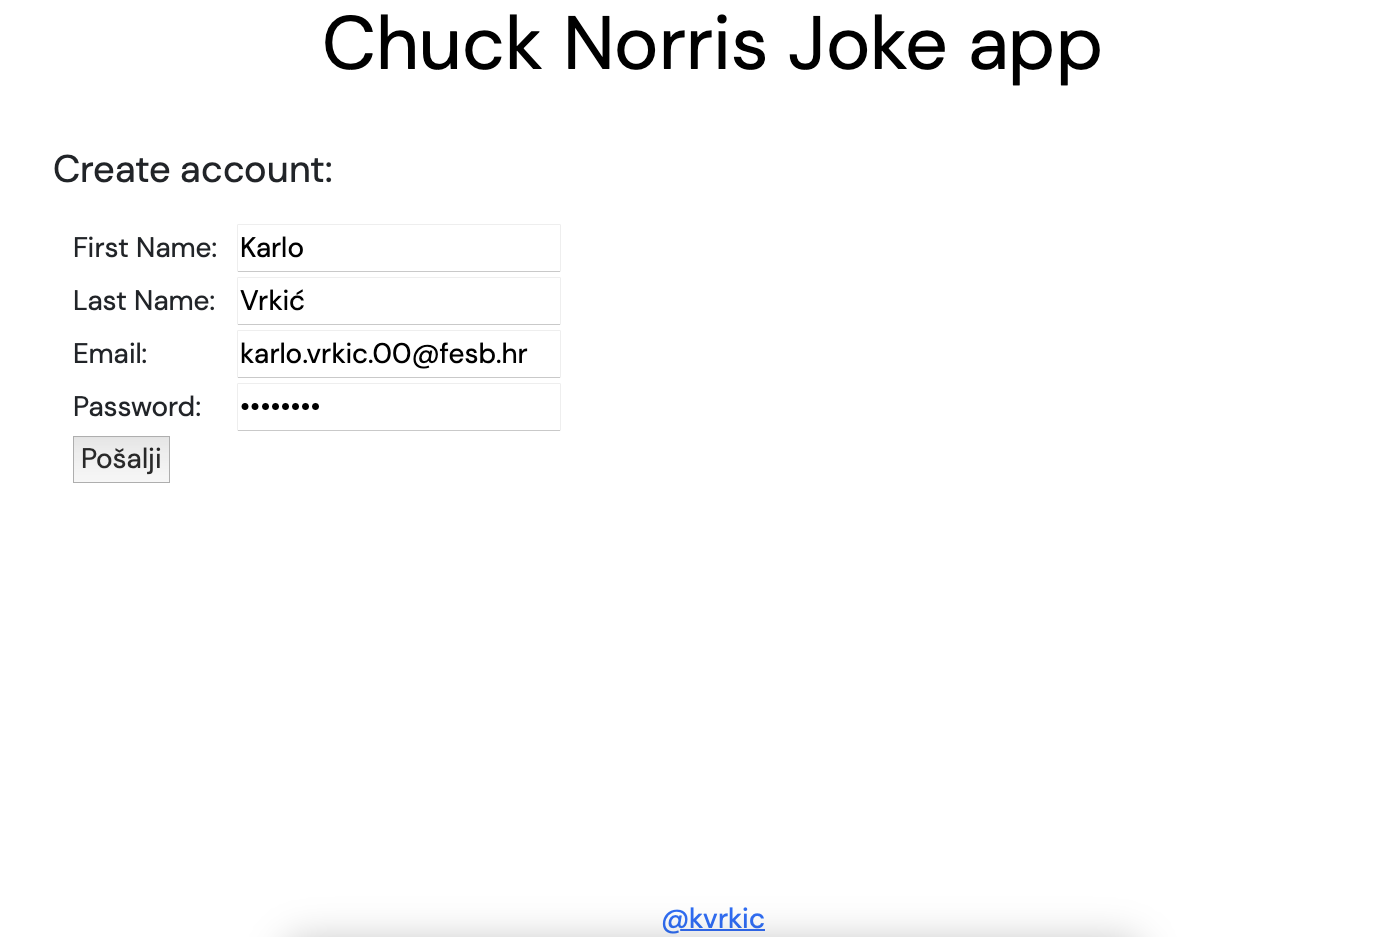 Chuck Norris Joke app
Create account:
First Name: Karlo
Last Name: Vrkić
Email: karlo.vrkic.00@fesb.hr
Password: ••••••••
Pošalji
@kvrkic